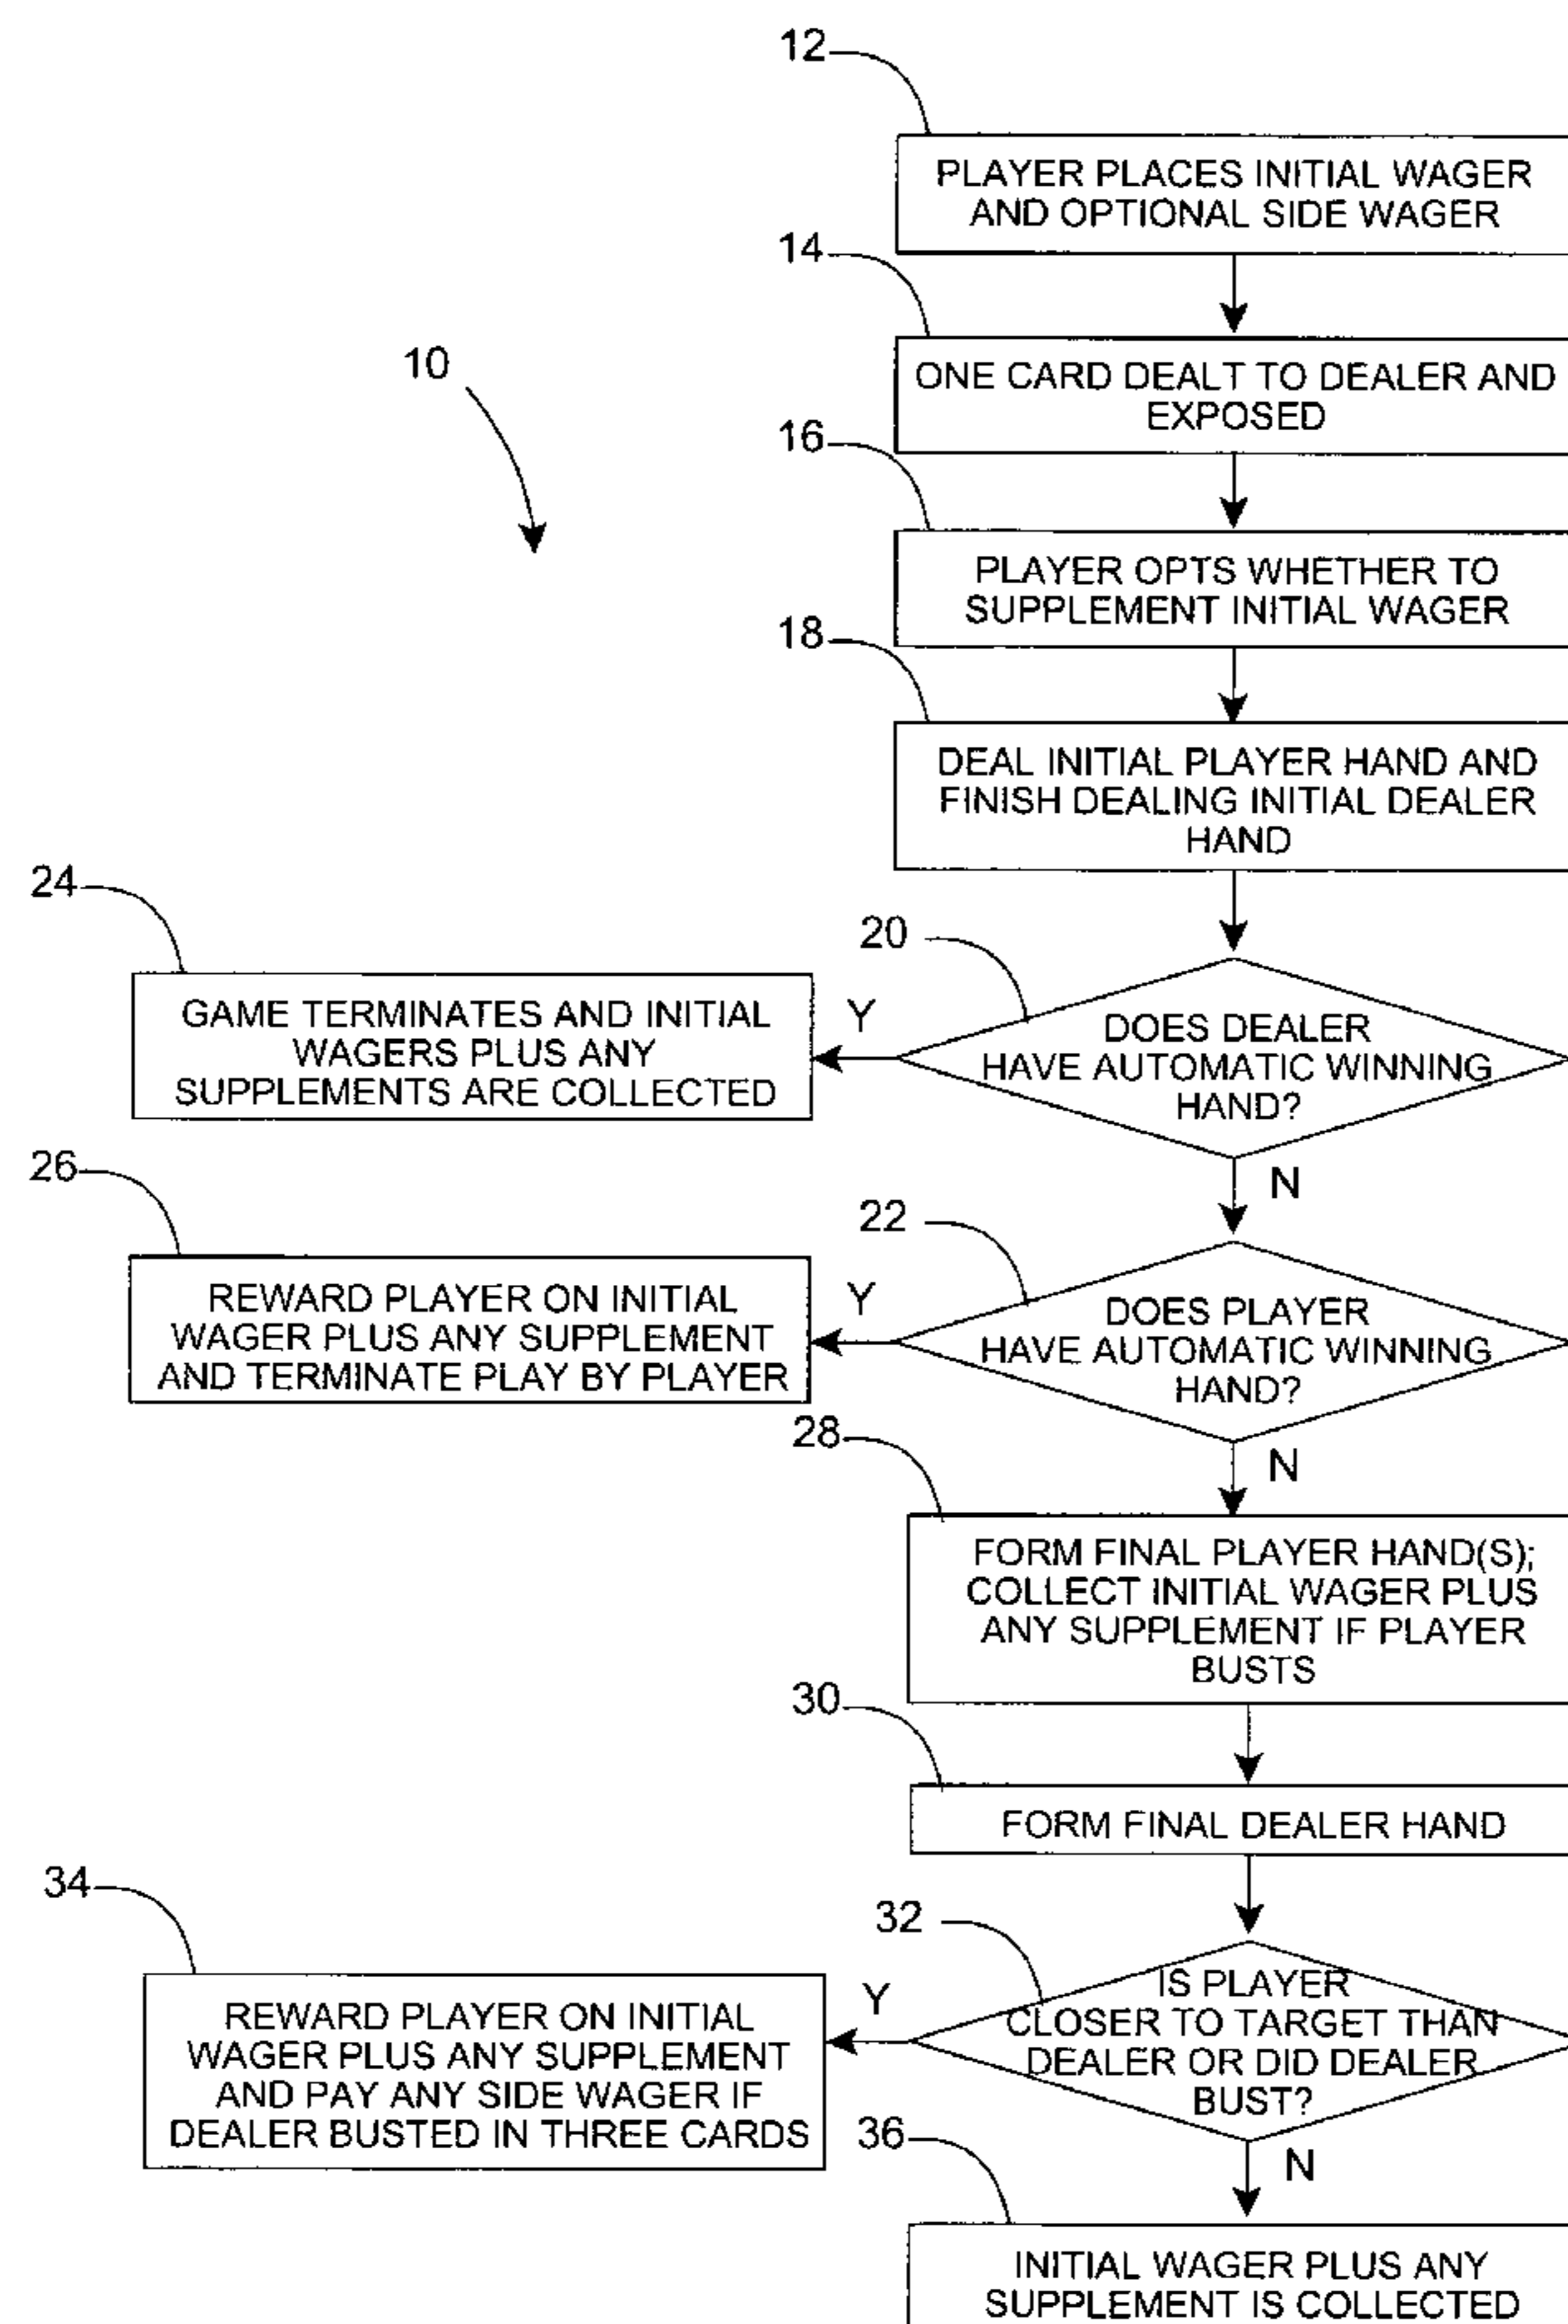 12
PLAYER PLACES INITIAL WAGER
AND OPTIONAL SIDE WAGER
14
ONE CARD DEALT TO DEALER AND
EXPOSED
10
16
PLAYER OPTS WHETHER TO
SUPPLEMENT INITIAL WAGER
18
DEAL INITIAL PLAYER HAND AND
FINISH DEALING INITIAL DEALER
HAND
24
20
GAME TERMINATES AND INITIAL
WAGERS PLUS ANY
SUPPLEMENTS ARE COLLECTED
Y
DOES DEALER
HAVE AUTOMATIC WINNING
HAND?
N
26
22
REWARD PLAYER ON INITIAL
WAGER PLUS ANY SUPPLEMENT
AND TERMINATE PLAY BY PLAYER
Y
DOES PLAYER
HAVE AUTOMATIC WINNING
HAND?
N
28
FORM FINAL PLAYER HAND(S);
COLLECT INITIAL WAGER PLUS
ANY SUPPLEMENT IF PLAYER
BUSTS
30
FORM FINAL DEALER HAND
34
32
REWARD PLAYER ON INITIAL
WAGER PLUS ANY SUPPLEMENT
AND PAY ANY SIDE WAGER IF
DEALER BUSTED IN THREE CARDS
Y
IS PLAYER
CLOSER TO TARGET THAN
DEALER OR DID DEALER
BUST?
N
36
INITIAL WAGER PLUS ANY
SUPPLEMENT IS COLLECTED